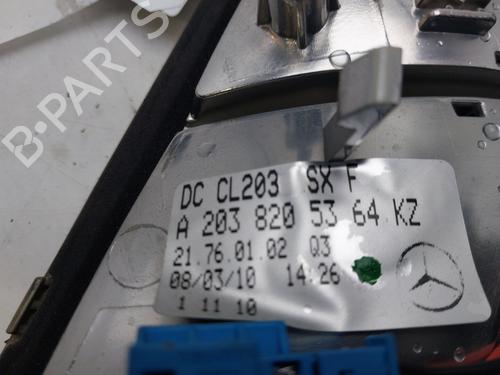 B-PARTS
DC CL203 SX F
A 203 820 53 64 KZ
21.76.01.02 Q3
08/03/10 14:26
1 11 10